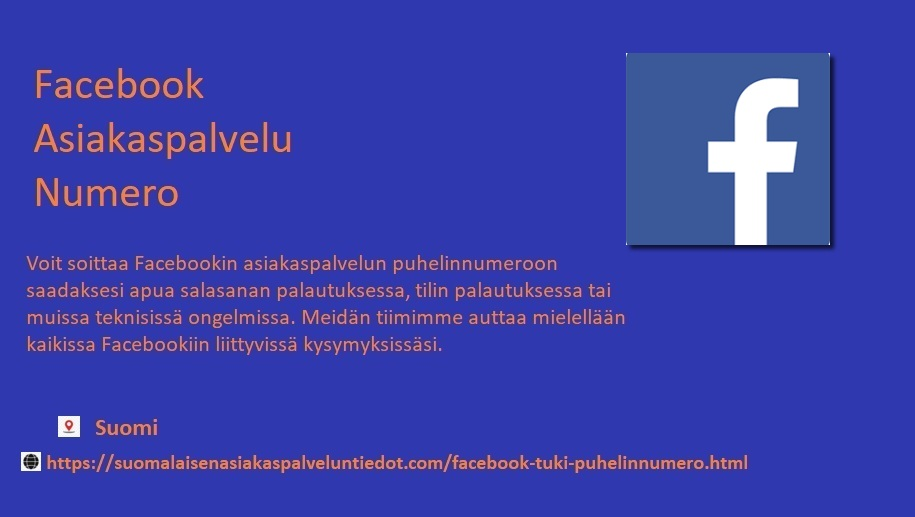 Facebook
Asiakaspalvelu
Numero
Voit soittaa Facebookin asiakaspalvelun puhelinnumeroon
saadaksesi apua salasanan palautuksessa, tilin palautuksessa tai
muissa teknisissä ongelmissa. Meidän tiimimme auttaa mielellään
kaikissa Facebookiin liittyvissä kysymyksissäsi.
Suomi
https://suomalaisenasiakaspalveluntiedot.com/facebook-tuki-puhelinnumero.html